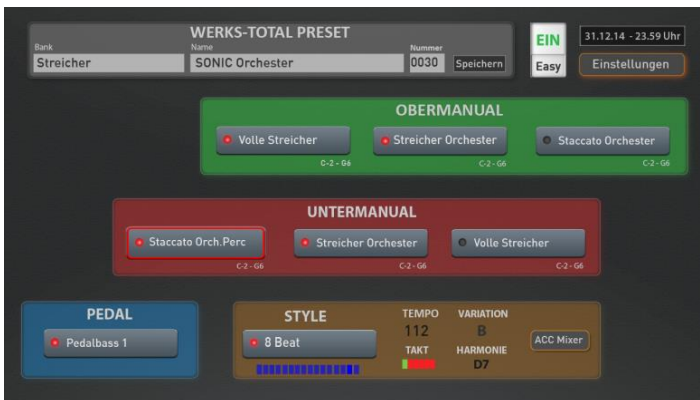 WERKS-TOTAL PRESET
Bank Name Nummer
Streicher SONIC Orchester 0030 Speichern
EIN
Easy
31.12.14 - 23.59 Uhr
Einstellungen
OBERMANUAL
Volle Streicher Streicher Orchester Staccato Orchester
C-2 - G6 C-2 - G6 C-2 - G6
UNTERMANUAL
Staccato Orch.Perc Streicher Orchester Volle Streicher
C-2 - G6 C-2 - G6 C-2 - G6
PEDAL
Pedalbass 1
STYLE
8 Beat
TEMPO VARIATION
112 B
TAKT HARMONIE
D7
ACC Mixer